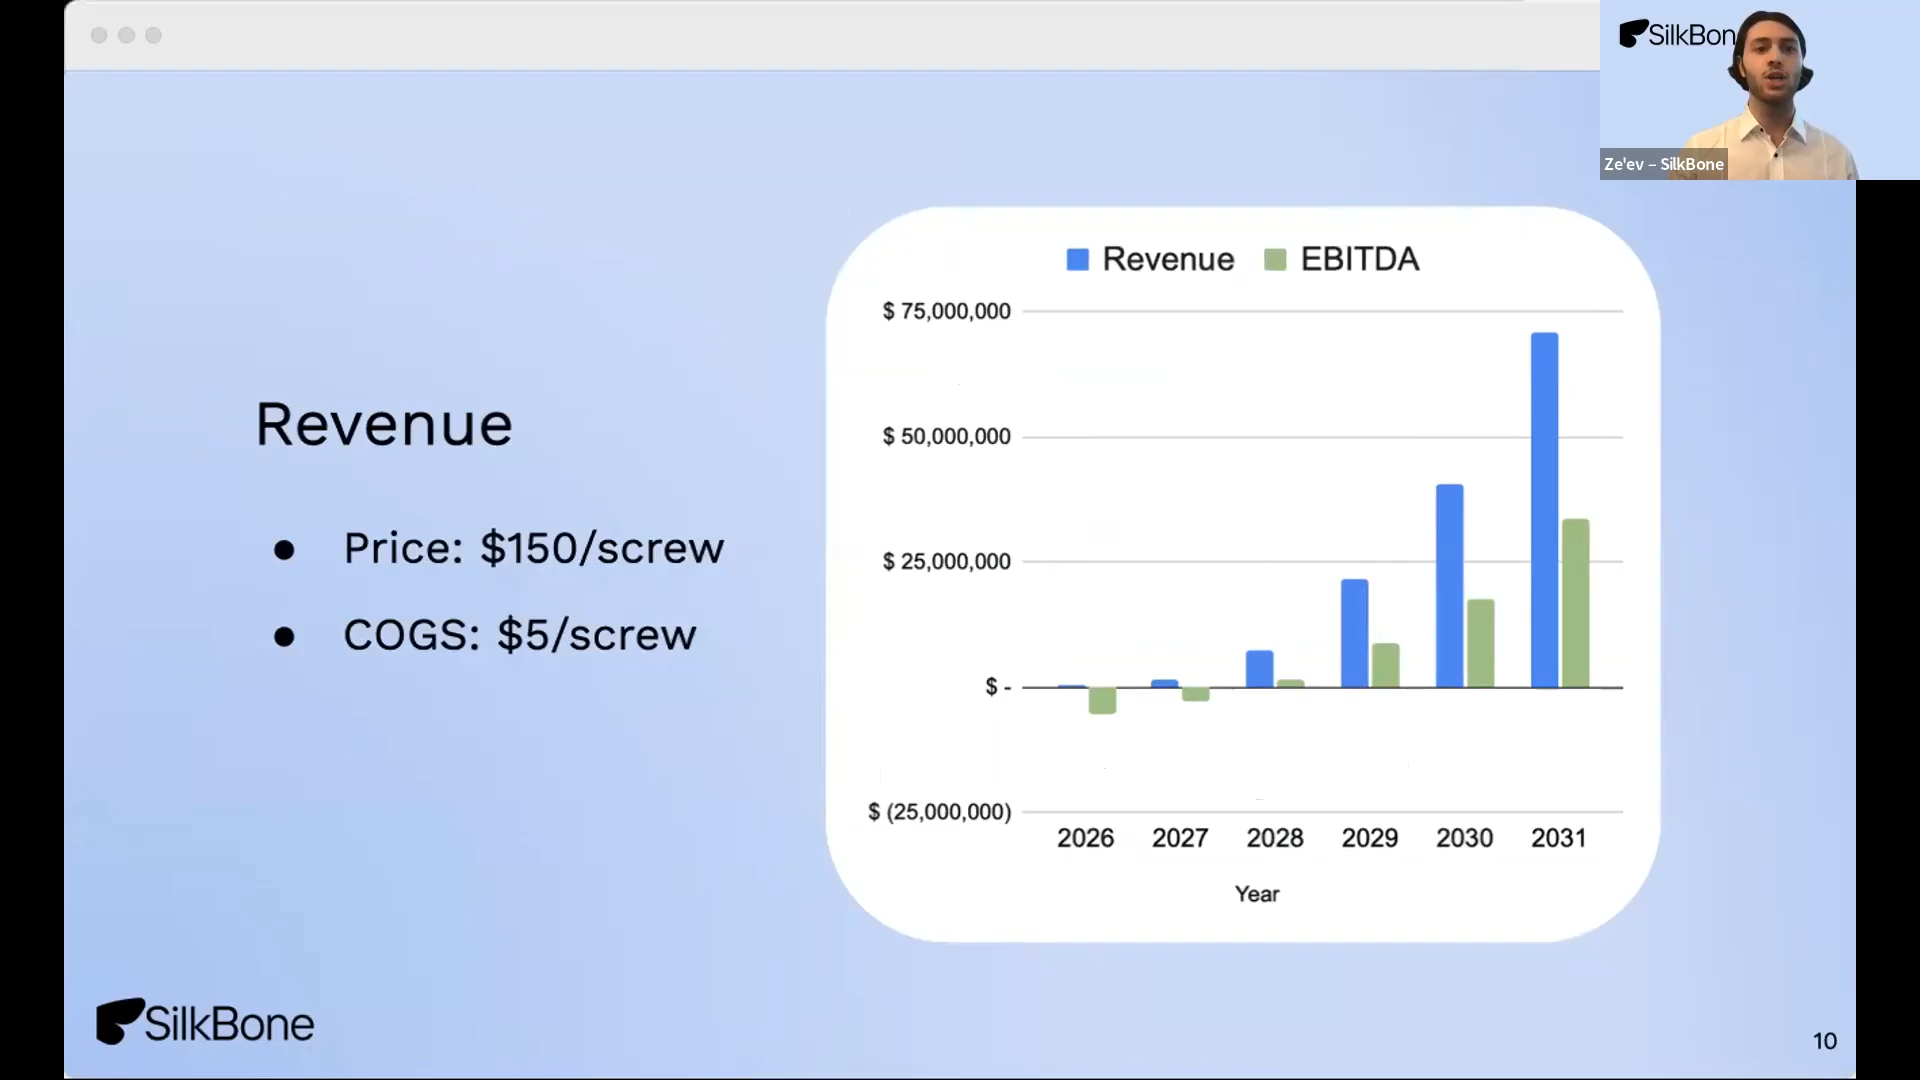 SilkBon
Ze'ev – SilkBone
Revenue
● Price: $150/screw
● COGS: $5/screw
Revenue EBITDA
$ 75,000,000
$ 50,000,000
$ 25,000,000
$ -
$ (25,000,000)
2026 2027 2028 2029 2030 2031
Year
SilkBone
10